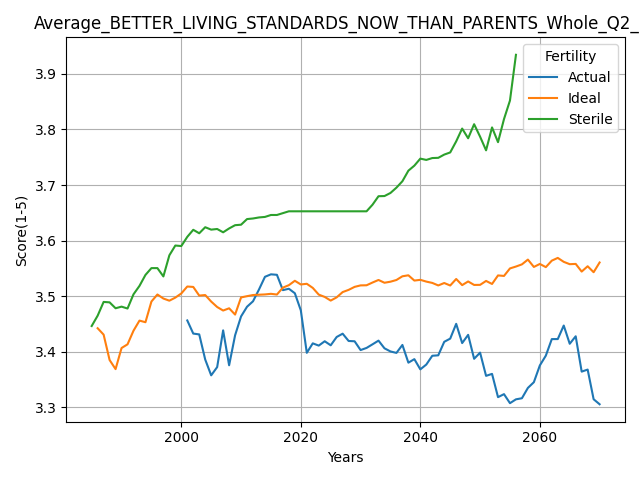 Average_BETTER_LIVING_STANDARDS_NOW_THAN_PARENTS_Whole_Q2_
Fertility
Actual
Ideal
Sterile
Score(1-5)
3.9
3.8
3.7
3.6
3.5
3.4
3.3
2000 2020 2040 2060
Years